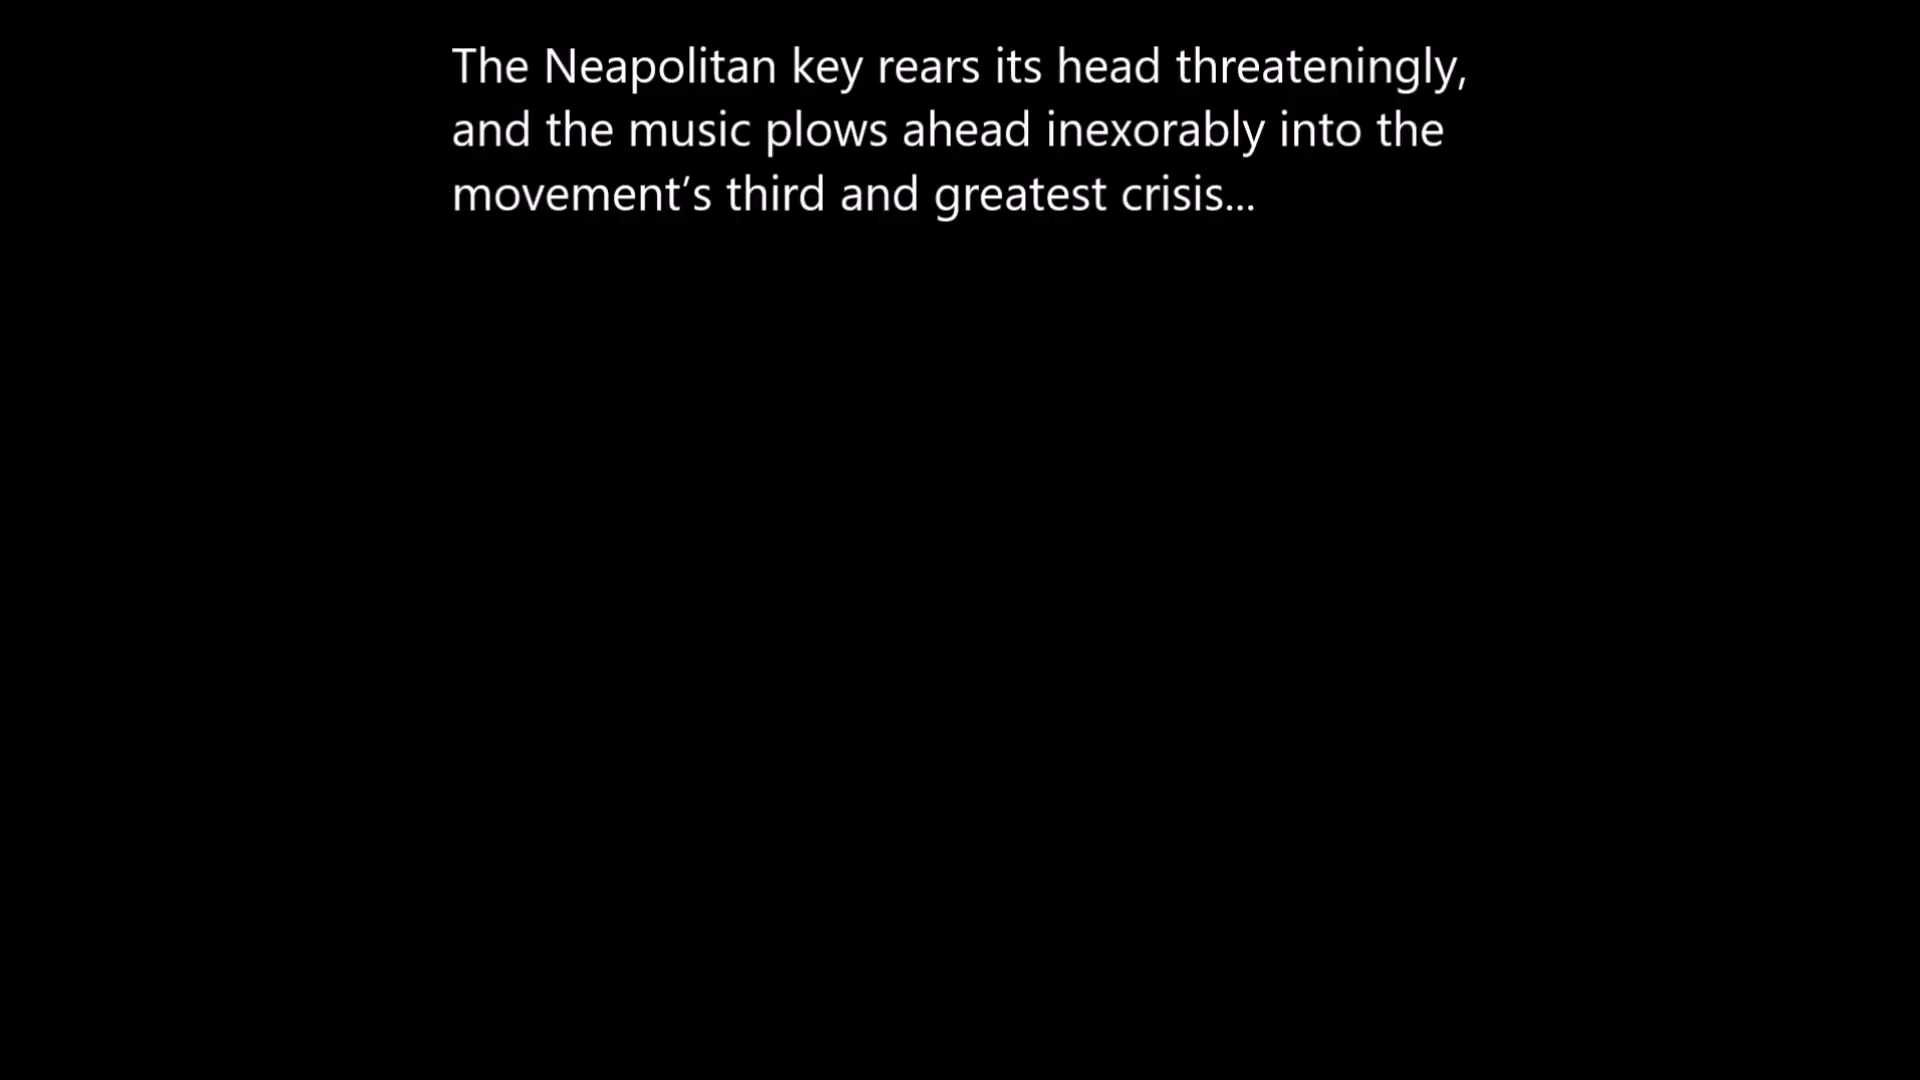 The Neapolitan key rears its head threateningly,
and the music plows ahead inexorably into the
movement’s third and greatest crisis...